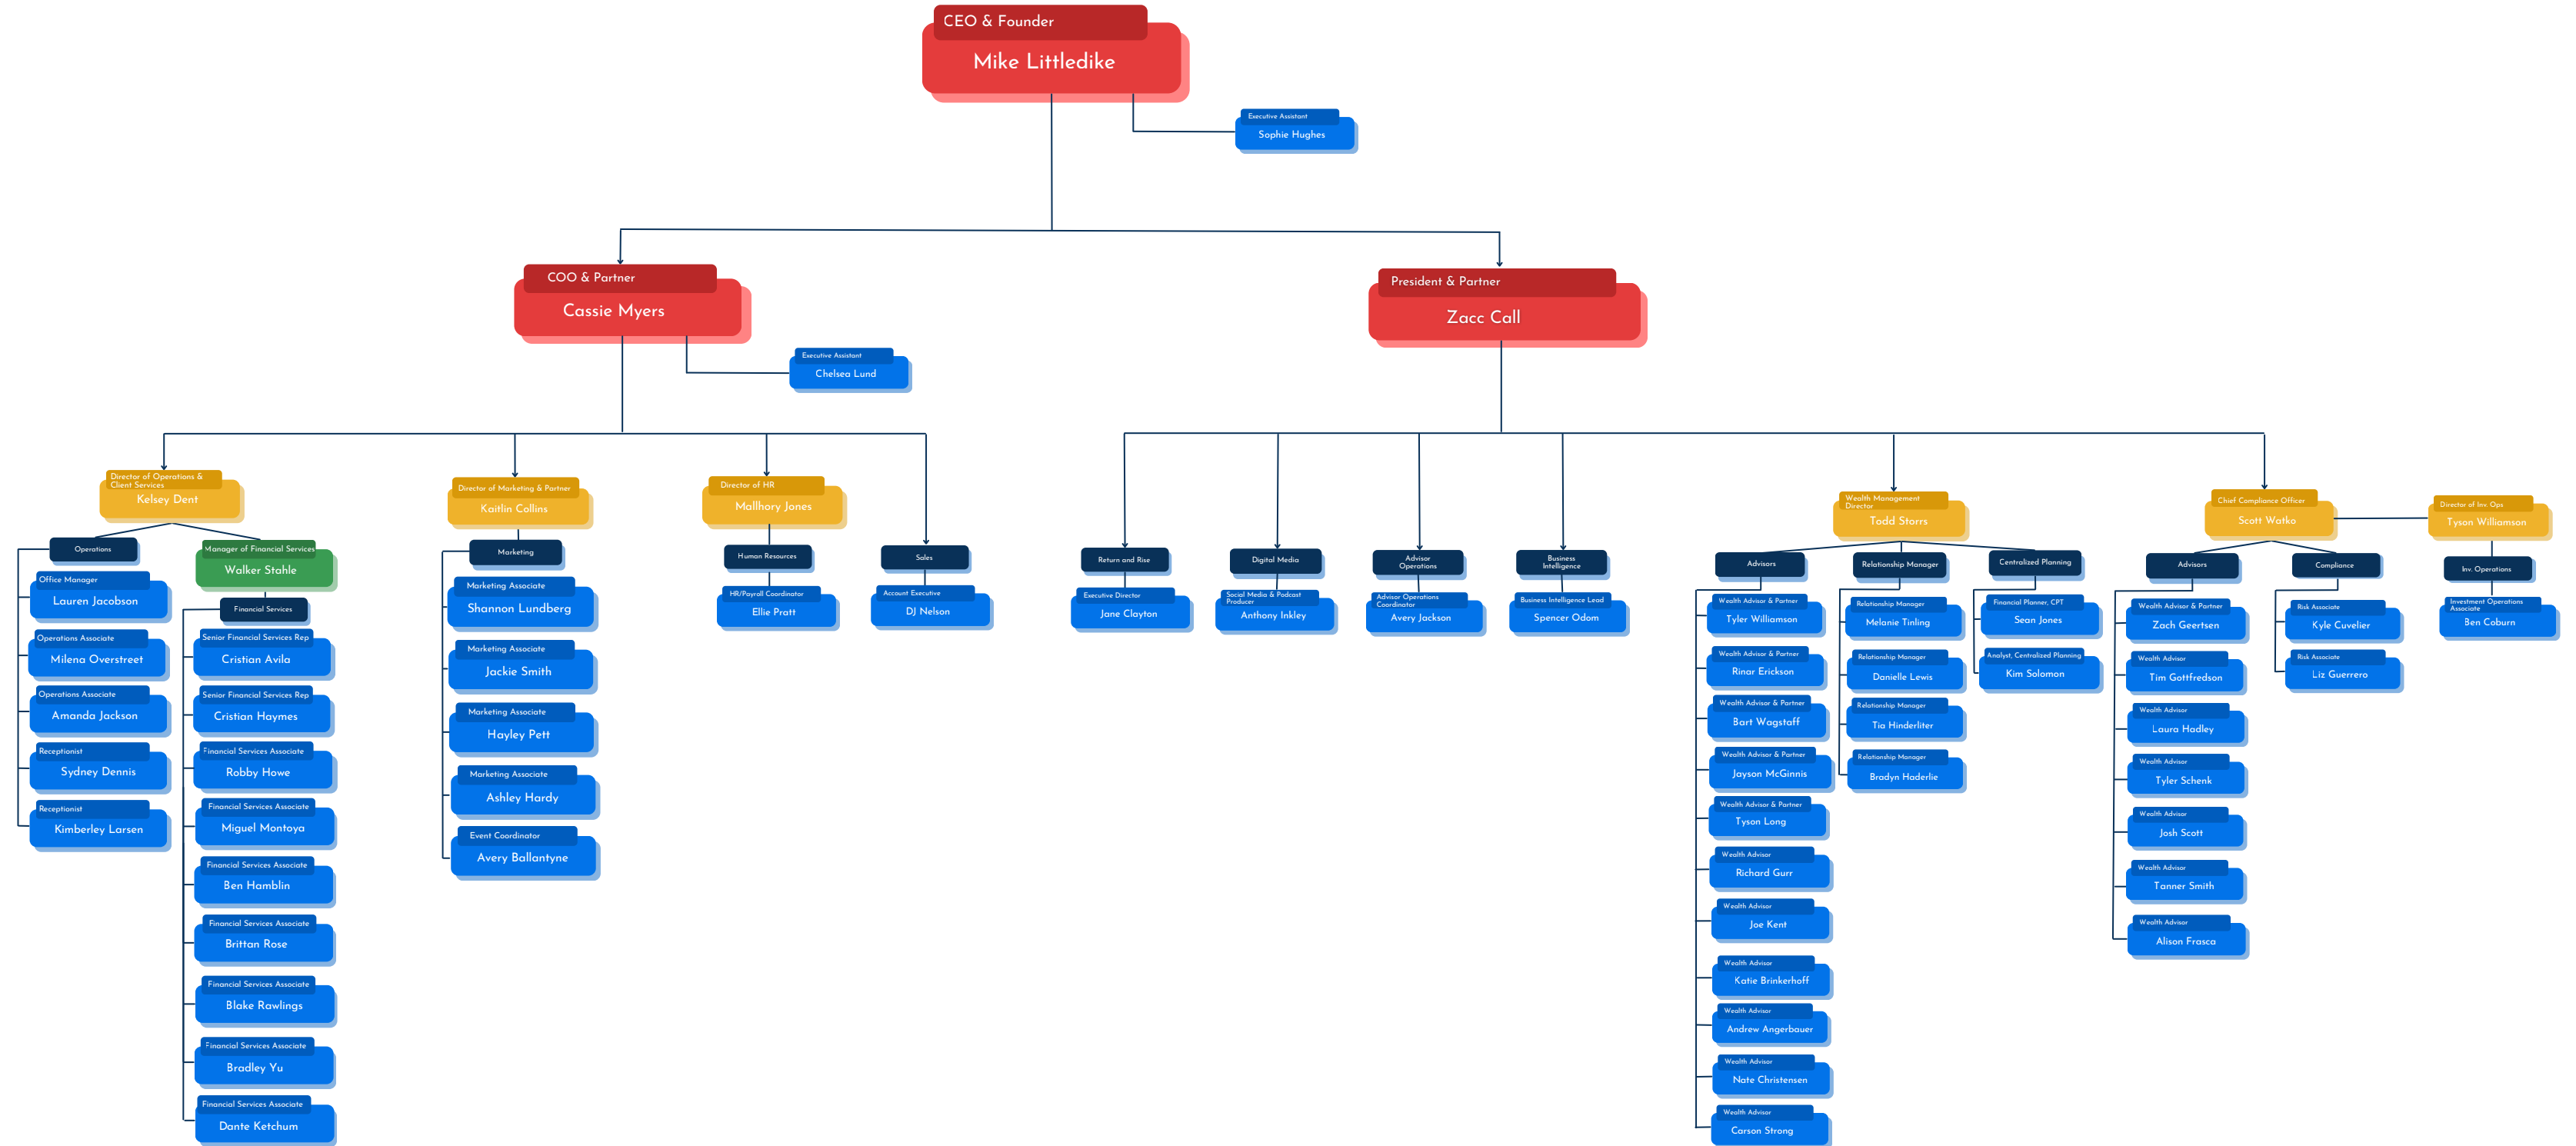 CEO & Founder
Mike Littledike
Executive Assistant
Sophie Hughes
COO & Partner
Cassie Myers
Executive Assistant
Chelsea Lund
President & Partner
Zacc Call
Director of Operations &
Client Services
Kelsey Dent
Operations
Office Manager
Lauren Jacobson
Operations Associate
Milena Overstreet
Operations Associate
Amanda Jackson
Receptionist
Sydney Dennis
Receptionist
Kimberley Larsen
Manager of Financial Services
Walker Stahle
Financial Services
Senior Financial Services Rep
Cristian Avila
Senior Financial Services Rep
Cristian Haymes
Financial Services Associate
Robby Howe
Financial Services Associate
Miguel Montoya
Financial Services Associate
Ben Hamblin
Financial Services Associate
Brittan Rose
Financial Services Associate
Blake Rawlings
Financial Services Associate
Bradley Yu
Financial Services Associate
Dante Ketchum
Director of Marketing & Partner
Kaitlin Collins
Marketing
Marketing Associate
Shannon Lundberg
Marketing Associate
Jackie Smith
Marketing Associate
Hayley Pett
Marketing Associate
Ashley Hardy
Event Coordinator
Avery Ballantyne
Director of HR
Mallhory Jones
Human Resources
HR/Payroll Coordinator
Ellie Pratt
Sales
Account Executive
DJ Nelson
Return and Rise
Executive Director
Jane Clayton
Digital Media
Social Media & Podcast
Producer
Anthony Inkley
Advisor
Operations
Advisor Operations
Coordinator
Avery Jackson
Business
Intelligence
Business Intelligence Lead
Spencer Odom
Wealth Management
Director
Todd Storrs
Advisors
Wealth Advisor & Partner
Tyler Williamson
Wealth Advisor & Partner
Rinar Erickson
Wealth Advisor & Partner
Bart Wagstaff
Wealth Advisor & Partner
Jayson McGinnis
Wealth Advisor & Partner
Tyson Long
Wealth Advisor
Richard Gurr
Wealth Advisor
Joe Kent
Wealth Advisor
Katie Brinkerhoff
Wealth Advisor
Andrew Angerbauer
Wealth Advisor
Nate Christensen
Wealth Advisor
Carson Strong
Relationship Manager
Relationship Manager
Melanie Tinling
Relationship Manager
Danielle Lewis
Relationship Manager
Tia Hinderliter
Relationship Manager
Bradyn Haderlie
Centralized Planning
Financial Planner, CPT
Sean Jones
Analyst, Centralized Planning
Kim Solomon
Chief Compliance Officer
Scott Watko
Advisors
Wealth Advisor & Partner
Zach Geertsen
Wealth Advisor
Tim Gottfredson
Wealth Advisor
Laura Hadley
Wealth Advisor
Tyler Schenk
Wealth Advisor
Josh Scott
Wealth Advisor
Tanner Smith
Wealth Advisor
Alison Frasca
Compliance
Risk Associate
Kyle Cuvelier
Risk Associate
Liz Guerrero
Director of Inv. Ops
Tyson Williamson
Inv. Operations
Investment Operations
Associate
Ben Coburn